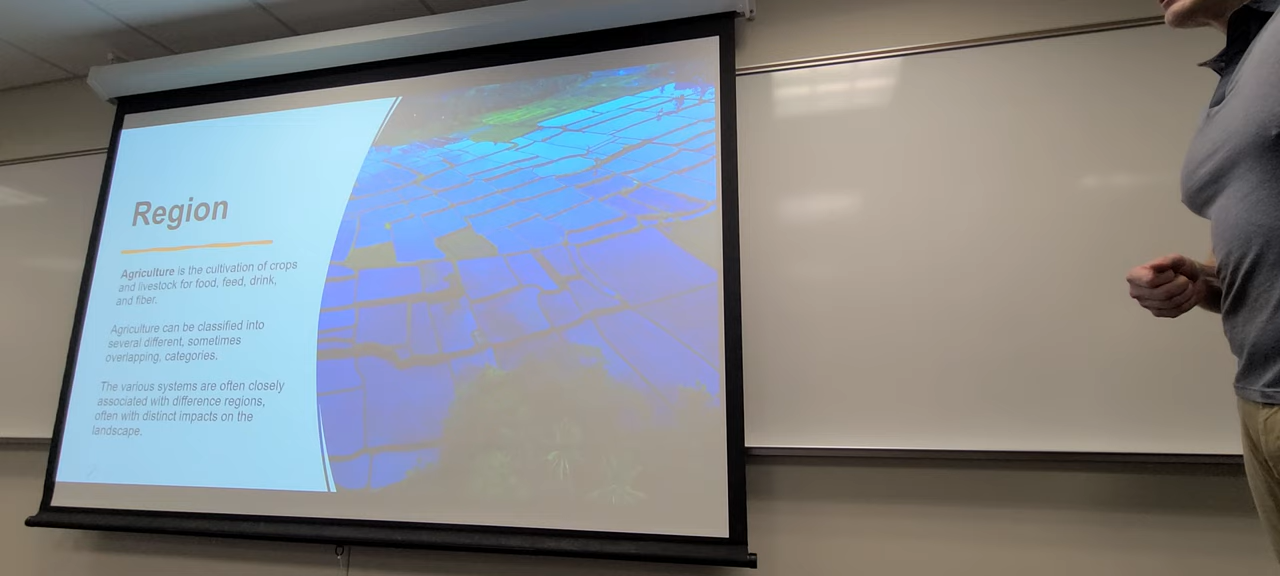 Region
Agriculture is the cultivation of crops
and livestock for food, feed, drink,
and fiber.
Agriculture can be classified into
several different, sometimes
overlapping, categories.
The various systems are often closely
associated with difference regions,
often with distinct impacts on the
landscape.